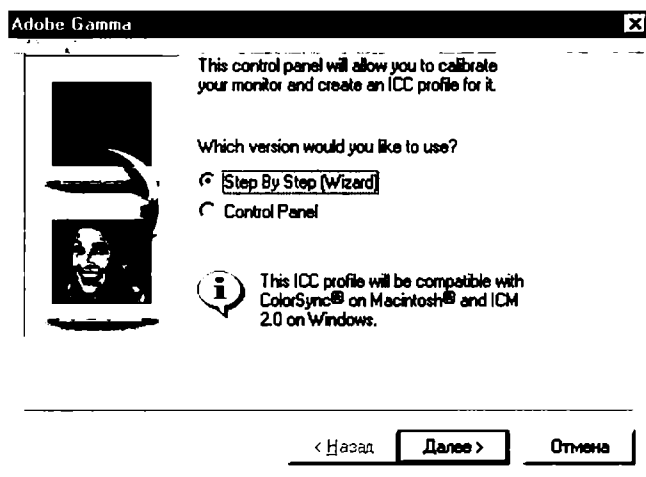 Adobe Gamma
This control panel will allow you to calibrate
your monitor and create an ICC profile for it.
Which version would you like to use?
Step By Step (Wizard)
Control Panel
This ICC profile will be compatible with
ColorSync® on Macintosh® and ICM
2.0 on Windows.
< Назад
Далее >
Отмена